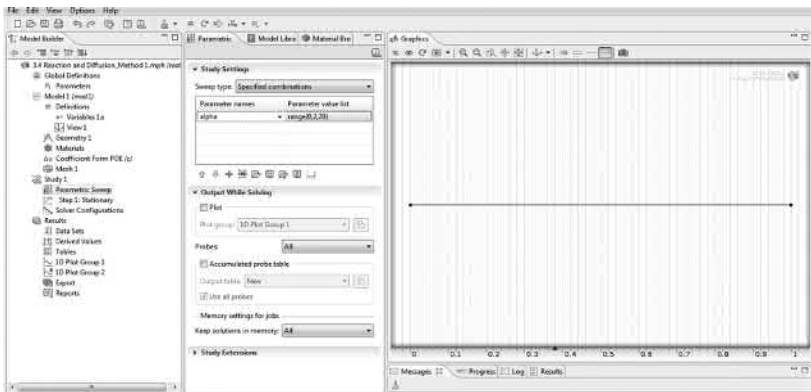 File Edit View Options Help
Model Builder
3.4 Reaction and Diffusion_Method 1.mph (root)
Global Definitions
Parameters
Model 1 (mod1)
Definitions
Variables 1a
View 1
Geometry 1
Materials
Coefficient Form PDE (c)
Mesh 1
Study 1
Parametric Sweep
Step 1: Stationary
Solver Configurations
Results
Data Sets
Derived Values
Tables
1D Plot Group 1
1D Plot Group 2
Export
Reports
Parametric Model Libra Material Bro
Study Settings
Sweep type: Specified combinations
Parameter names Parameter value list
alpha range(0,2,20)
Output While Solving
Plot
Plot group: 1D Plot Group 1
Probes: All
Accumulated probe table
Output table: New
Use all probes
Memory settings for jobs
Keep solutions in memory: All
Study Extensions
Graphics
0 0.1 0.2 0.3 0.4 0.5 0.6 0.7 0.8 0.9 1
Messages Progress Log Results